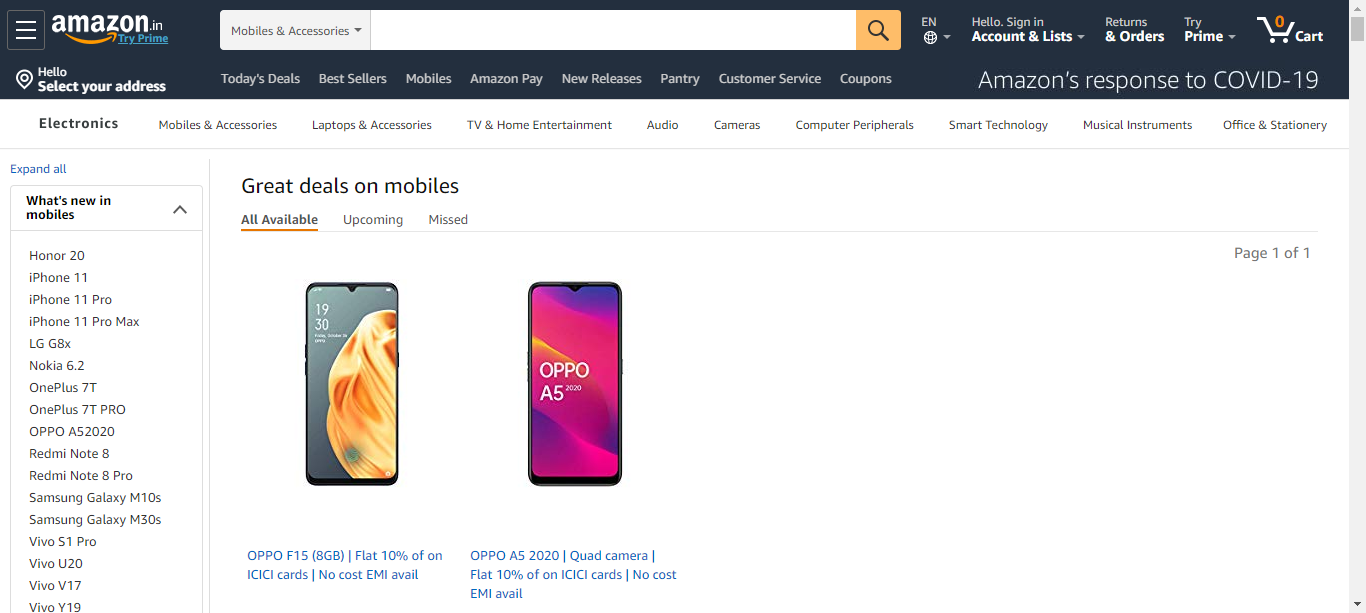 amazon.in
Try Prime
Mobiles & Accessories
EN
Hello. Sign in
Account & Lists
Returns
& Orders
Try
Prime
0
Cart
Hello
Select your address
Today's Deals
Best Sellers
Mobiles
Amazon Pay
New Releases
Pantry
Customer Service
Coupons
Amazon's response to COVID-19
Electronics
Mobiles & Accessories
Laptops & Accessories
TV & Home Entertainment
Audio
Cameras
Computer Peripherals
Smart Technology
Musical Instruments
Office & Stationery
Expand all
What's new in
mobiles
Honor 20
iPhone 11
iPhone 11 Pro
iPhone 11 Pro Max
LG G8x
Nokia 6.2
OnePlus 7T
OnePlus 7T PRO
OPPO A52020
Redmi Note 8
Redmi Note 8 Pro
Samsung Galaxy M10s
Samsung Galaxy M30s
Vivo S1 Pro
Vivo U20
Vivo V17
Vivo Y19
Great deals on mobiles
All Available
Upcoming
Missed
Page 1 of 1
19
30
OPPO
A5 2020
OPPO F15 (8GB) | Flat 10% of on
ICICI cards | No cost EMI avail
OPPO A5 2020 | Quad camera |
Flat 10% of on ICICI cards | No cost
EMI avail